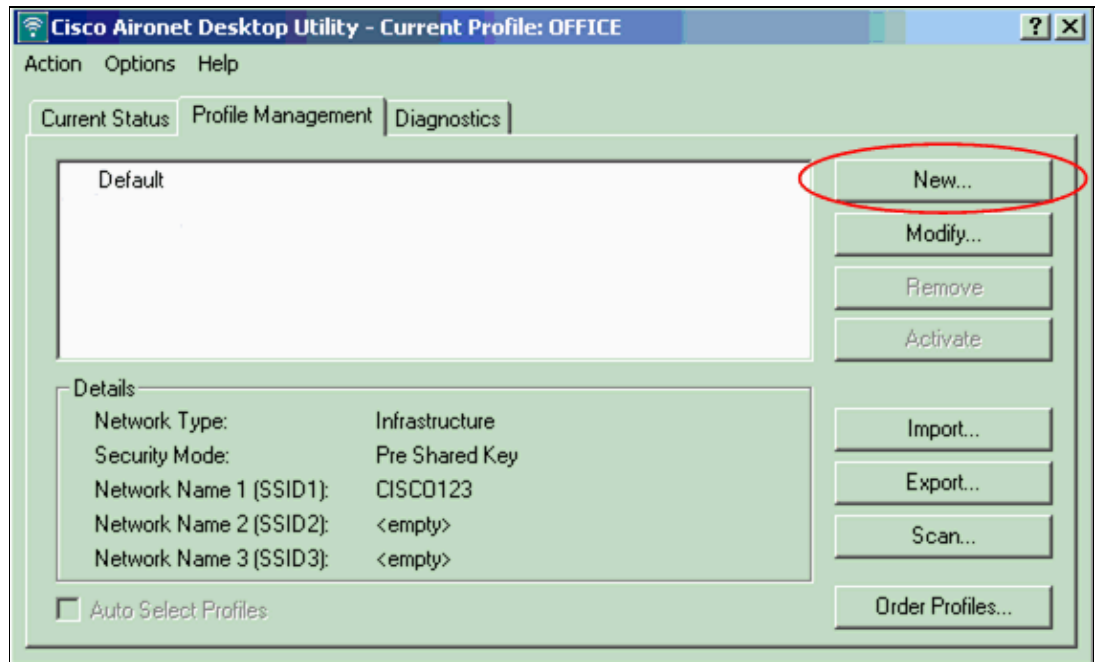 Cisco Aironet Desktop Utility - Current Profile: OFFICE
Action Options Help
Current Status Profile Management Diagnostics
Default
New...
Modify...
Remove
Activate
Details
Network Type: Infrastructure
Security Mode: Pre Shared Key
Network Name 1 (SSID1): CISCO123
Network Name 2 (SSID2): <empty>
Network Name 3 (SSID3): <empty>
Import...
Export...
Scan...
Auto Select Profiles
Order Profiles...